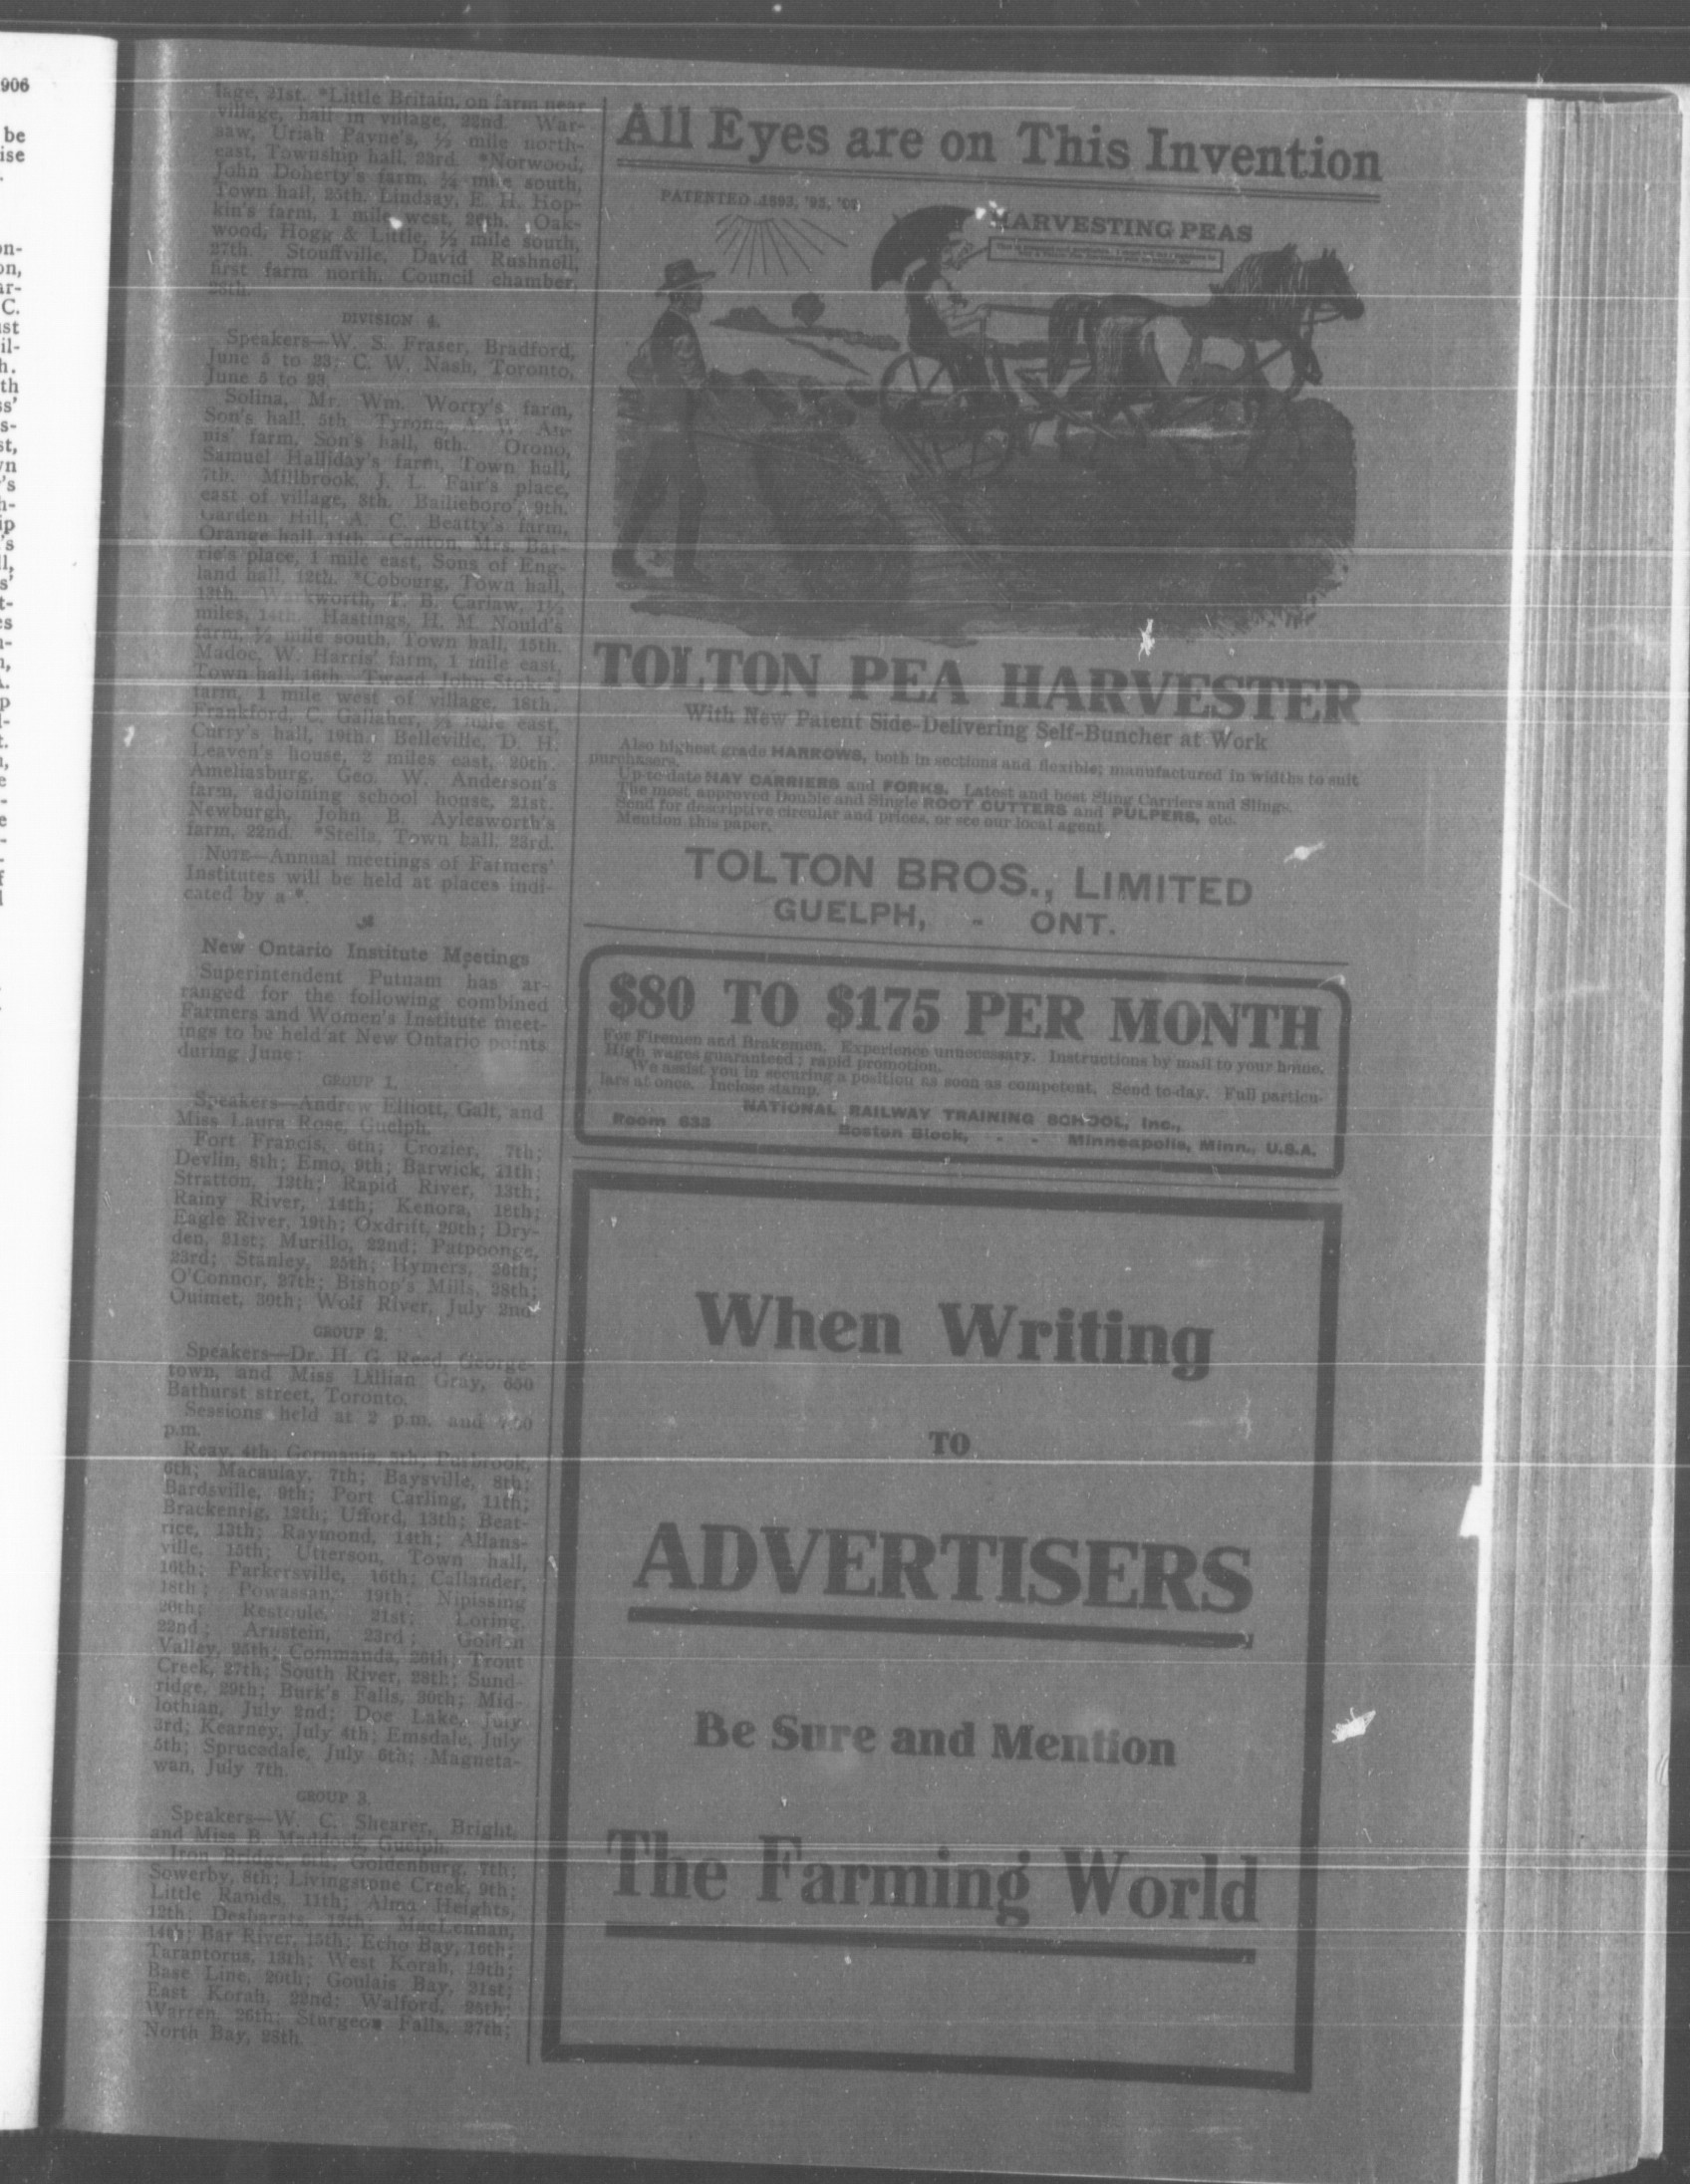 906
be
ise
lage, 21st. *Little Britain, on farm near
village, hall in village, 22nd. War-
saw, Uriah Payne's, ½ mile north-
east, Township hall, 23rd. *Norwood,
John Doherty's farm, ¼ mile south,
Town hall, 25th. Lindsay, E. H. Hop-
kin's farm, 1 mile west, 26th. Oak-
wood, Hogg & Little, ½ mile south,
27th. Stouffville, David Rushnell,
first farm north, Council chamber,
28th.
DIVISION 4.
Speakers—W. S. Fraser, Bradford,
June 5 to 23; C. W. Nash, Toronto,
June 5 to 23.
Solina, Mr. Wm. Worry's farm,
Son's hall, 5th. Tyrone, A. W. An-
nis' farm, Son's hall, 6th. Orono,
Samuel Halliday's farm, Town hall,
7th. Millbrook, J. L. Fair's place,
east of village, 8th. Bailieboro', 9th.
Garden Hill, A. C. Beatty's farm,
Orange hall, 11th. Canton, Mrs. Bar-
rie's place, 1 mile east, Sons of Eng-
land hall, 12th. *Cobourg, Town hall,
13th. Warkworth, T. B. Carlaw, 1½
miles, 14th. Hastings, H. M. Nould's
farm, ½ mile south, Town hall, 15th.
Madoc, W. Harris' farm, 1 mile east,
Town hall, 16th. Tweed, John Stoke's
farm, 1 mile west of village, 18th.
Frankford, C. Gallaher, ½ mile east,
Curry's hall, 19th. Belleville, D. H.
Leaven's house, 2 miles east, 20th.
Ameliasburg, Geo. W. Anderson's
farm, adjoining school house, 21st.
Newburgh, John B. Aylesworth's
farm, 22nd. *Stella, Town hall, 23rd.
NOTE—Annual meetings of Farmers'
Institutes will be held at places indi-
cated by a *.
New Ontario Institute Meetings
Superintendent Putnam has ar-
ranged for the following combined
Farmers and Women's Institute meet-
ings to be held at New Ontario points
during June:
GROUP 1.
Speakers—Andrew Elliott, Galt, and
Miss Laura Rose, Guelph.
Fort Francis, 6th; Crozier, 7th;
Devlin, 8th; Emo, 9th; Barwick, 11th;
Stratton, 12th; Rapid River, 13th;
Rainy River, 14th; Kenora, 18th;
Eagle River, 19th; Oxdrift, 20th; Dry-
den, 21st; Murillo, 22nd; Patpoonge,
23rd; Stanley, 25th; Hymers, 26th;
O'Connor, 27th; Bishop's Mills, 28th;
Ouimet, 30th; Wolf River, July 2nd.
GROUP 2.
Speakers—Dr. H. G. Reed, George-
town, and Miss Lillian Gray, 650
Bathurst street, Toronto.
Sessions held at 2 p.m. and 7.30
p.m.
Reay, 4th; Germania, 5th; Purbrook,
6th; Macaulay, 7th; Baysville, 8th;
Bardsville, 9th; Port Carling, 11th;
Brackenrig, 12th; Ufford, 13th; Beat-
rice, 13th; Raymond, 14th; Allans-
ville, 15th; Utterson, Town hall,
16th; Parkersville, 16th; Callander,
18th; Powassan, 19th; Nipissing
20th; Restoule, 21st; Loring,
22nd; Arnstein, 23rd; Golden
Valley, 25th; Commanda, 26th; Trout
Creek, 27th; South River, 28th; Sund-
ridge, 29th; Burk's Falls, 30th; Mid-
lothian, July 2nd; Doe Lake, July
3rd; Kearney, July 4th; Emsdale, July
5th; Sprucedale, July 6th; Magneta-
wan, July 7th.
GROUP 3.
Speakers—W. C. Shearer, Bright,
and Miss B. Maddock, Guelph.
Iron Bridge, 6th; Goldenburg, 7th;
Sowerby, 8th; Livingstone Creek, 9th;
Little Rapids, 11th; Alma Heights,
12th; Desbarats, 13th; MacLennan,
14th; Bar River, 15th; Echo Bay, 16th;
Tarantorus, 18th; West Korah, 19th;
Base Line, 20th; Goulais Bay, 21st;
East Korah, 22nd; Walford, 25th;
Warren, 26th; Sturgeon Falls, 27th;
North Bay, 28th.
All Eyes are on This Invention
PATENTED 1893, '95,
HARVESTING PEAS
TOLTON PEA HARVESTER
With New Patent Side-Delivering Self-Buncher at Work
Also highest grade HARROWS, both in sections and flexible; manufactured in widths to suit
purchasers.
Up-to-date HAY CARRIERS and FORKS. Latest and best Sling Carriers and Slings.
The most approved Double and Single ROOT CUTTERS and PULPERS, etc.
Send for descriptive circular and prices, or see our local agent.
Mention this paper.
TOLTON BROS., LIMITED
GUELPH, - ONT.
$80 TO $175 PER MONTH
For Firemen and Brakemen. Experience unnecessary. Instructions by mail to your home.
High wages guaranteed; rapid promotion.
We assist you in securing a position as soon as competent. Send to-day. Full particu-
lars at once. Inclose stamp.
NATIONAL RAILWAY TRAINING SCHOOL, Inc.,
Room 633 Boston Block, - - Minneapolis, Minn., U.S.A.
When Writing
TO
ADVERTISERS
Be Sure and Mention
The Farming World